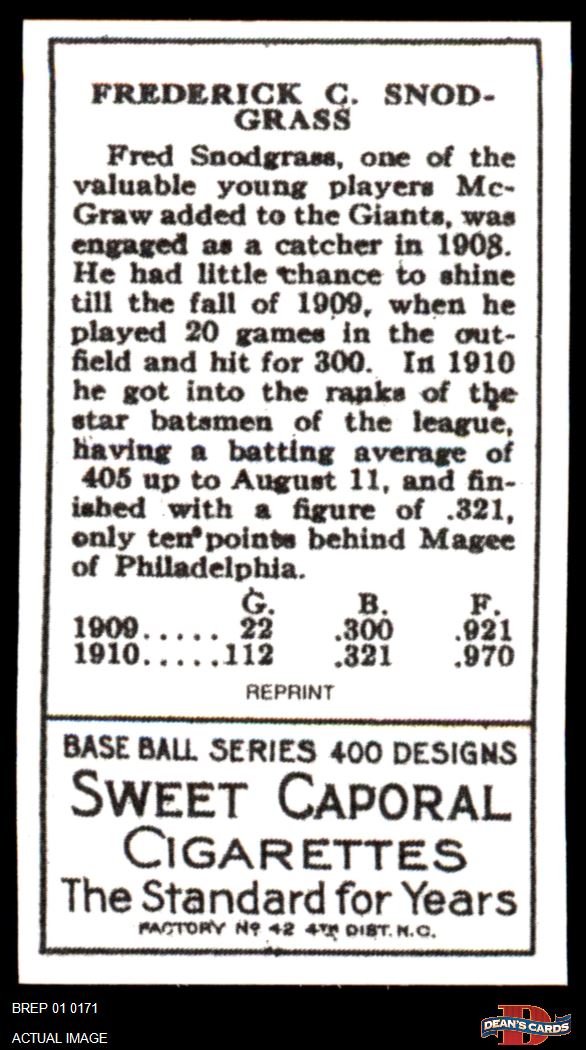 FREDERICK C. SNOD-
GRASS
Fred Snodgrass, one of the
valuable young players Mc-
Graw added to the Giants, was
engaged as a catcher in 1908.
He had little chance to shine
till the fall of 1909, when he
played 20 games in the out-
field and hit for 300. In 1910
he got into the ranks of the
star batsmen of the league,
having a batting average of
405 up to August 11, and fin-
ished with a figure of .321,
only ten points behind Magee
of Philadelphia.
G. B. F.
1909..... 22 .300 .921
1910.....112 .321 .970
REPRINT
BASE BALL SERIES 400 DESIGNS
SWEET CAPORAL
CIGARETTES
The Standard for Years
FACTORY Nº 42 4TH DIST. N.C.
BREP 01 0171
ACTUAL IMAGE
D
DEAN'S CARDS